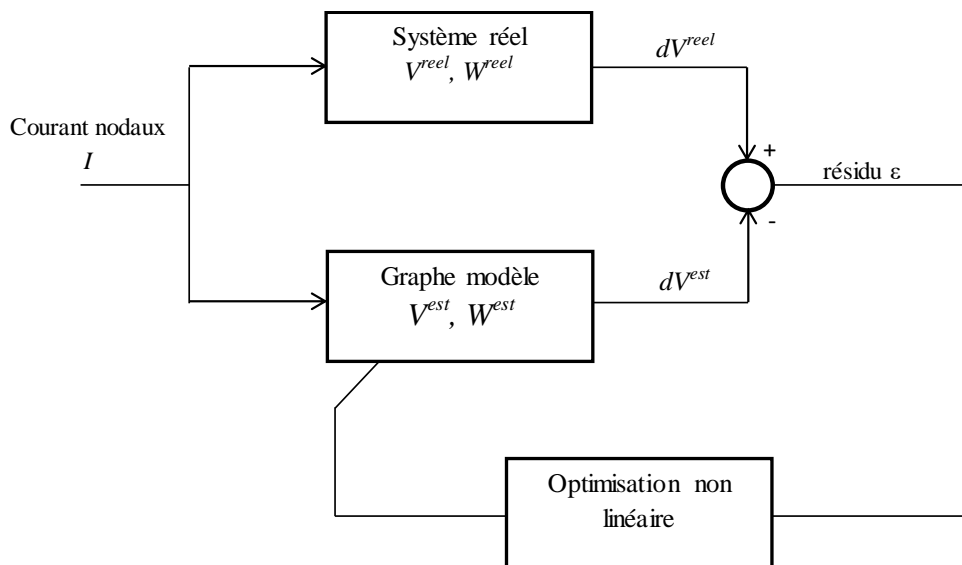 Système réel
V^reel, W^reel
dV^reel
Courant nodaux
I
+
résidu ε
-
Graphe modèle
V^est, W^est
dV^est
Optimisation non
linéaire